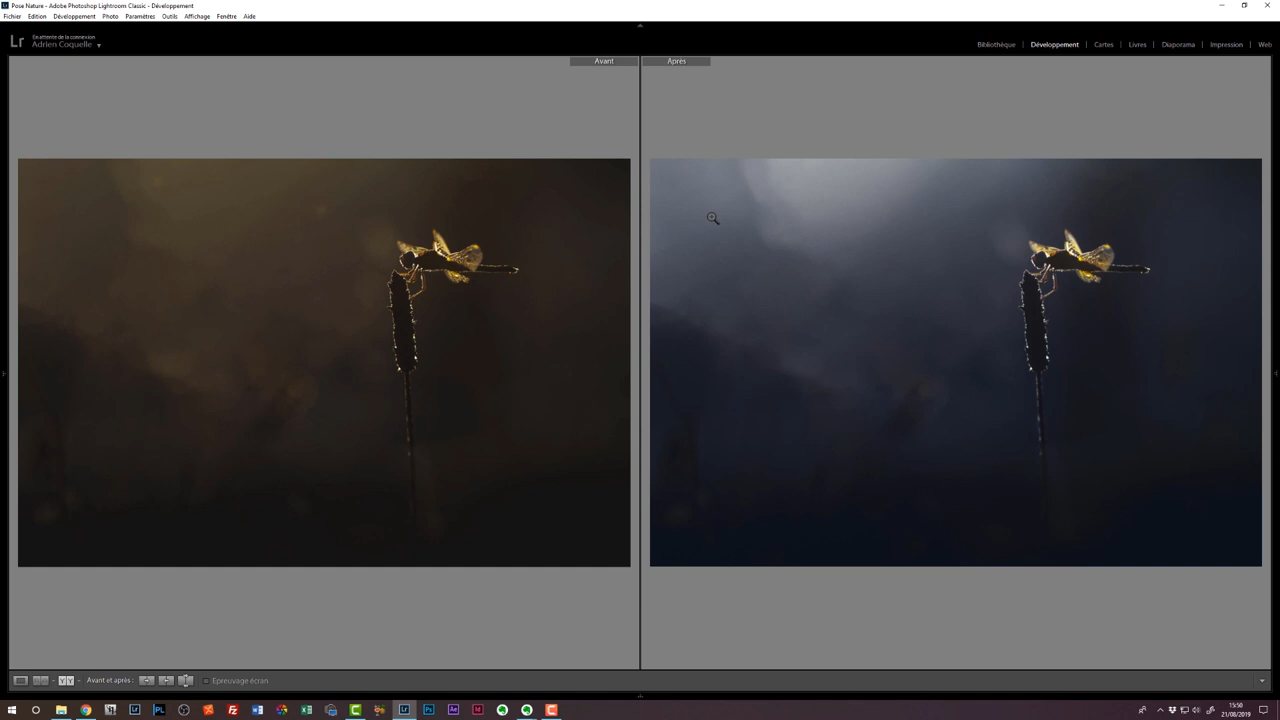 Pose Nature - Adobe Photoshop Lightroom Classic - Développement
Fichier Edition Développement Photo Paramètres Outils Affichage Fenêtre Aide
Lr
En attente de la connexion
Adrien Coquelle
Bibliothèque | Développement | Cartes | Livres | Diaporama | Impression | Web
Avant
Après
Avant et après :
Epreuvage écran
15:50
21/08/2019